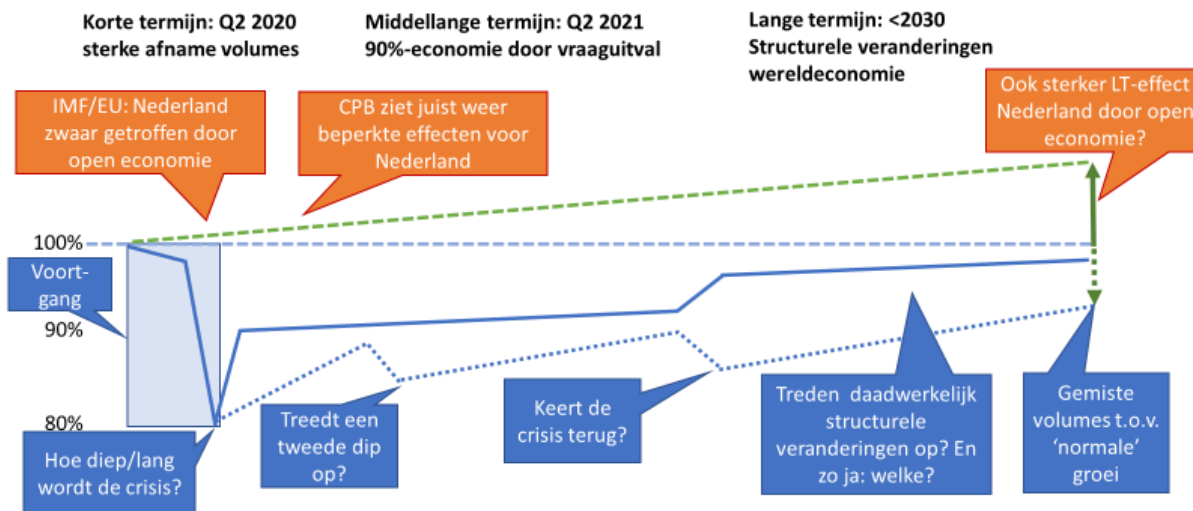 Korte termijn: Q2 2020
sterke afname volumes
Middellange termijn: Q2 2021
90%-economie door vraaguitval
Lange termijn: <2030
Structurele veranderingen
wereldeconomie
IMF/EU: Nederland
zwaar getroffen door
open economie
CPB ziet juist weer
beperkte effecten voor
Nederland
Ook sterker LT-effect
Nederland door open
economie?
100%
Voort-
gang
90%
80%
Hoe diep/lang
wordt de crisis?
Treedt een
tweede dip
op?
Keert de
crisis terug?
Treden daadwerkelijk
structurele
veranderingen op? En
zo ja: welke?
Gemiste
volumes t.o.v.
‘normale’
groei